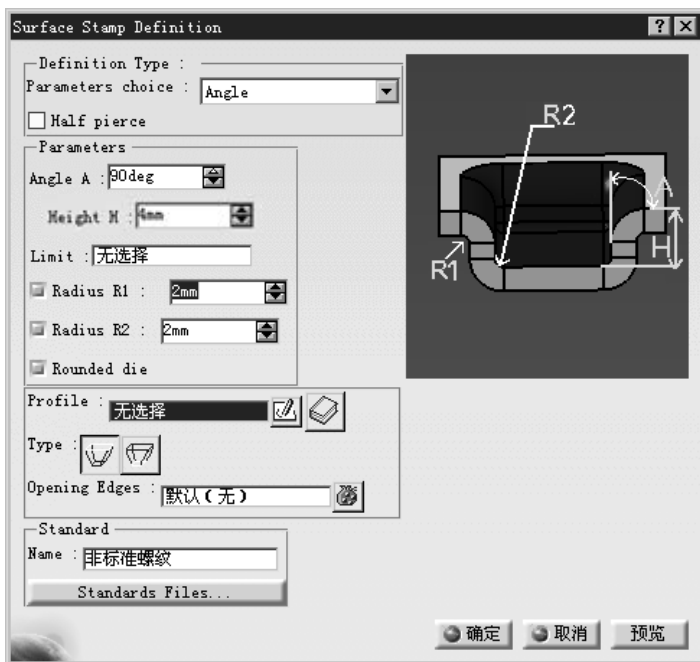 Surface Stamp Definition
Definition Type :
Parameters choice : Angle
Half pierce
Parameters
Angle A : 90deg
Height H : 4mm
Limit : 无选择
Radius R1 : 2mm
Radius R2 : 2mm
Rounded die
Profile : 无选择
Type :
Opening Edges : 默认(无)
Standard
Name : 非标准螺纹
Standards Files...
R2
A
H
R1
确定 取消 预览